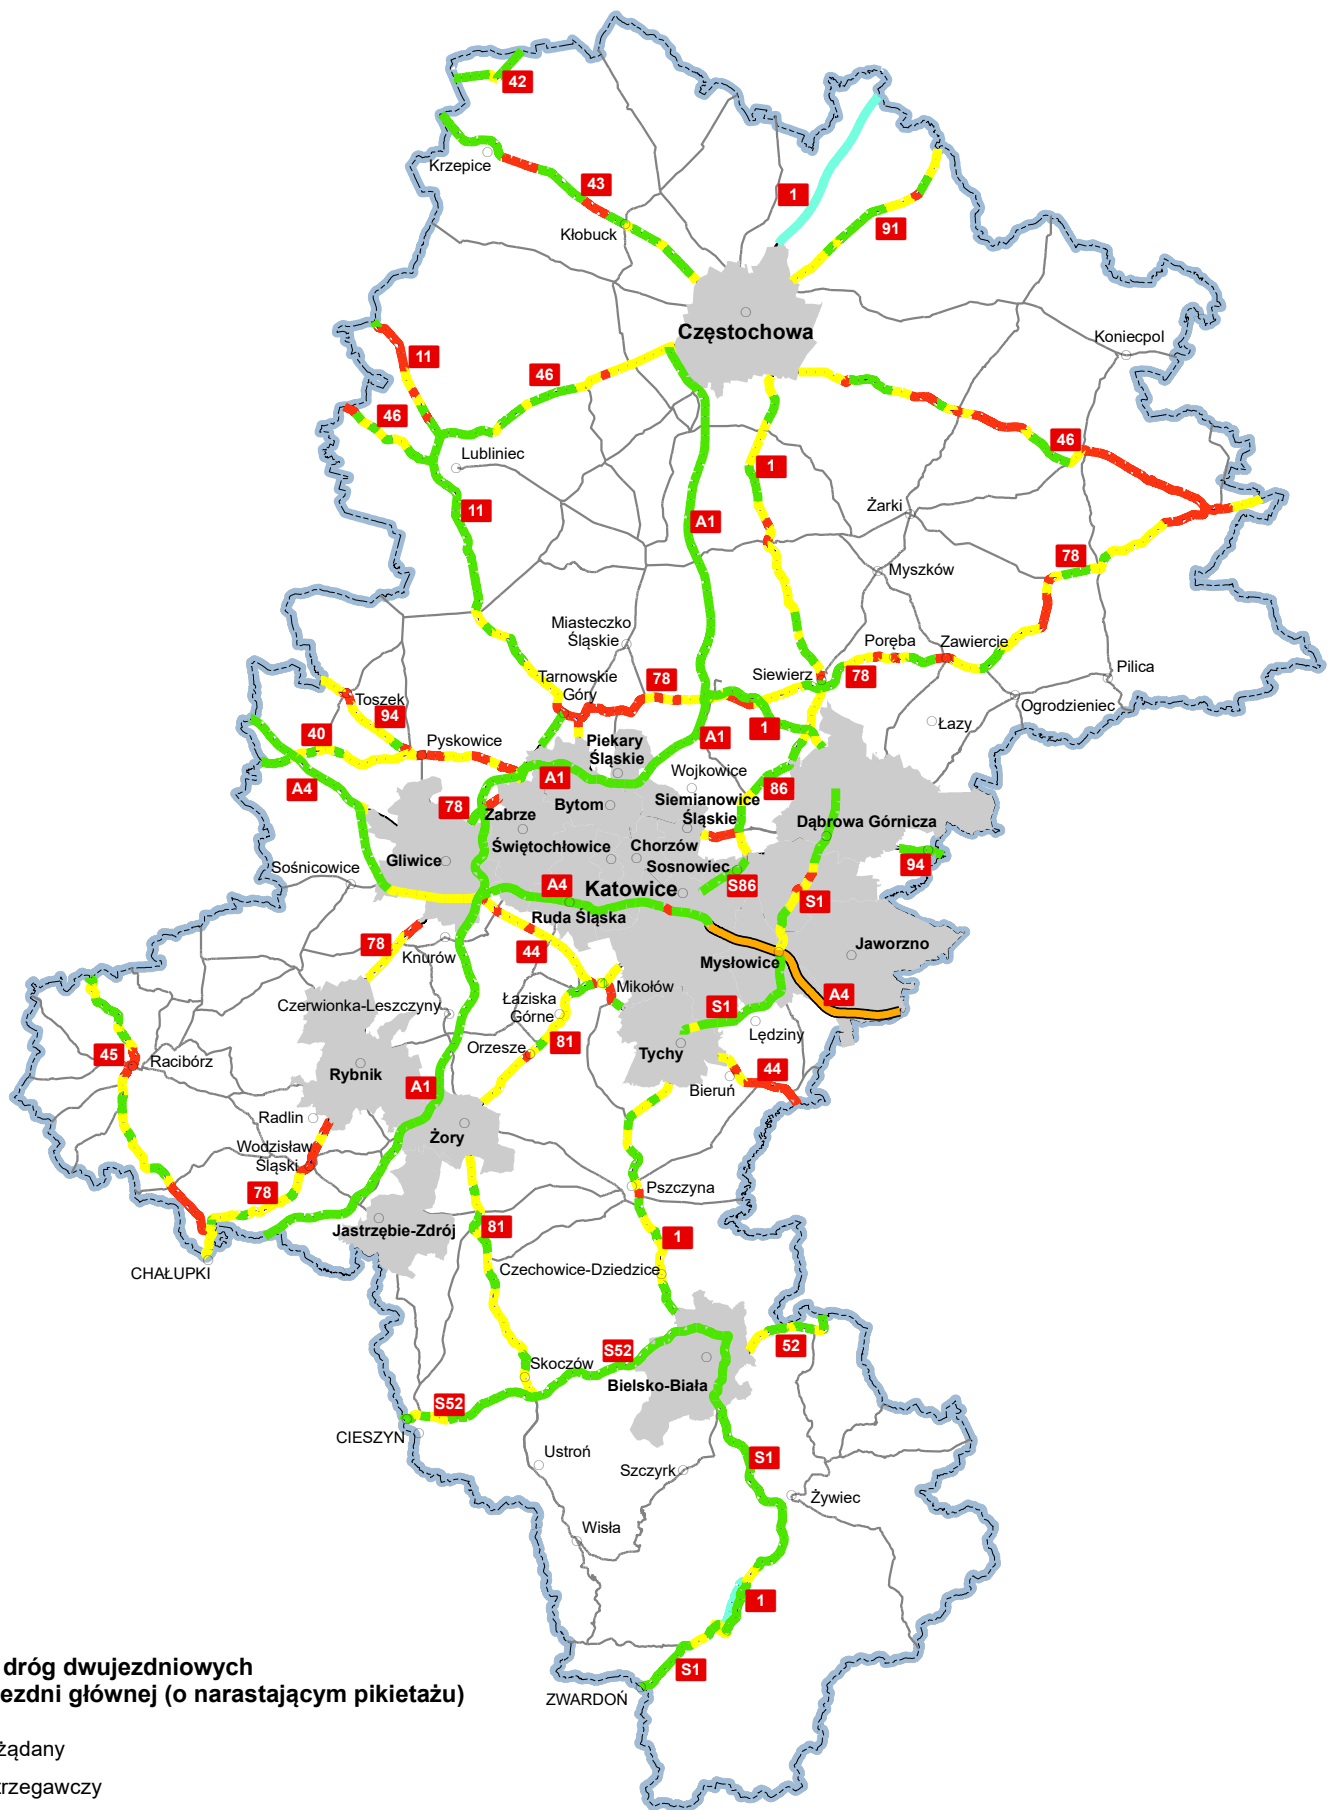 42
Krzepice
43
1
91
Kłobuck
Częstochowa
Koniecpol
11
46
46
46
Lubliniec
1
11
A1
Żarki
78
Myszków
Miasteczko
Śląskie
Poręba
Zawiercie
Siewierz
78
78
Pilica
Tarnowskie
Góry
Toszek
94
Ogrodzieniec
Łazy
40
Pyskowice
A1
1
Piekary
Śląskie
Wojkowice
A4
A1
86
78
Zabrze
Bytom
Siemianowice
Śląskie
Dąbrowa Górnicza
Świętochłowice
Chorzów
Gliwice
Sosnowiec
94
Sośnicowice
A4
Katowice
S86
S1
Ruda Śląska
78
44
Jaworzno
Knurów
Mysłowice
Mikołów
A4
Czerwionka-Leszczyny
Łaziska
Górne
S1
Lędziny
45
Racibórz
Orzesze
81
Tychy
Rybnik
44
A1
Bieruń
Radlin
Żory
Wodzisław
Śląski
78
Pszczyna
Jastrzębie-Zdrój
81
1
CHAŁUPKI
Czechowice-Dziedzice
52
S52
Skoczów
Bielsko-Biała
S52
CIESZYN
Ustroń
Szczyrk
S1
Żywiec
Wisła
1
S1
ZWARDOŃ
dróg dwujezdniowych
ezdni głównej (o narastającym pikietażu)
żądany
trzegawczy